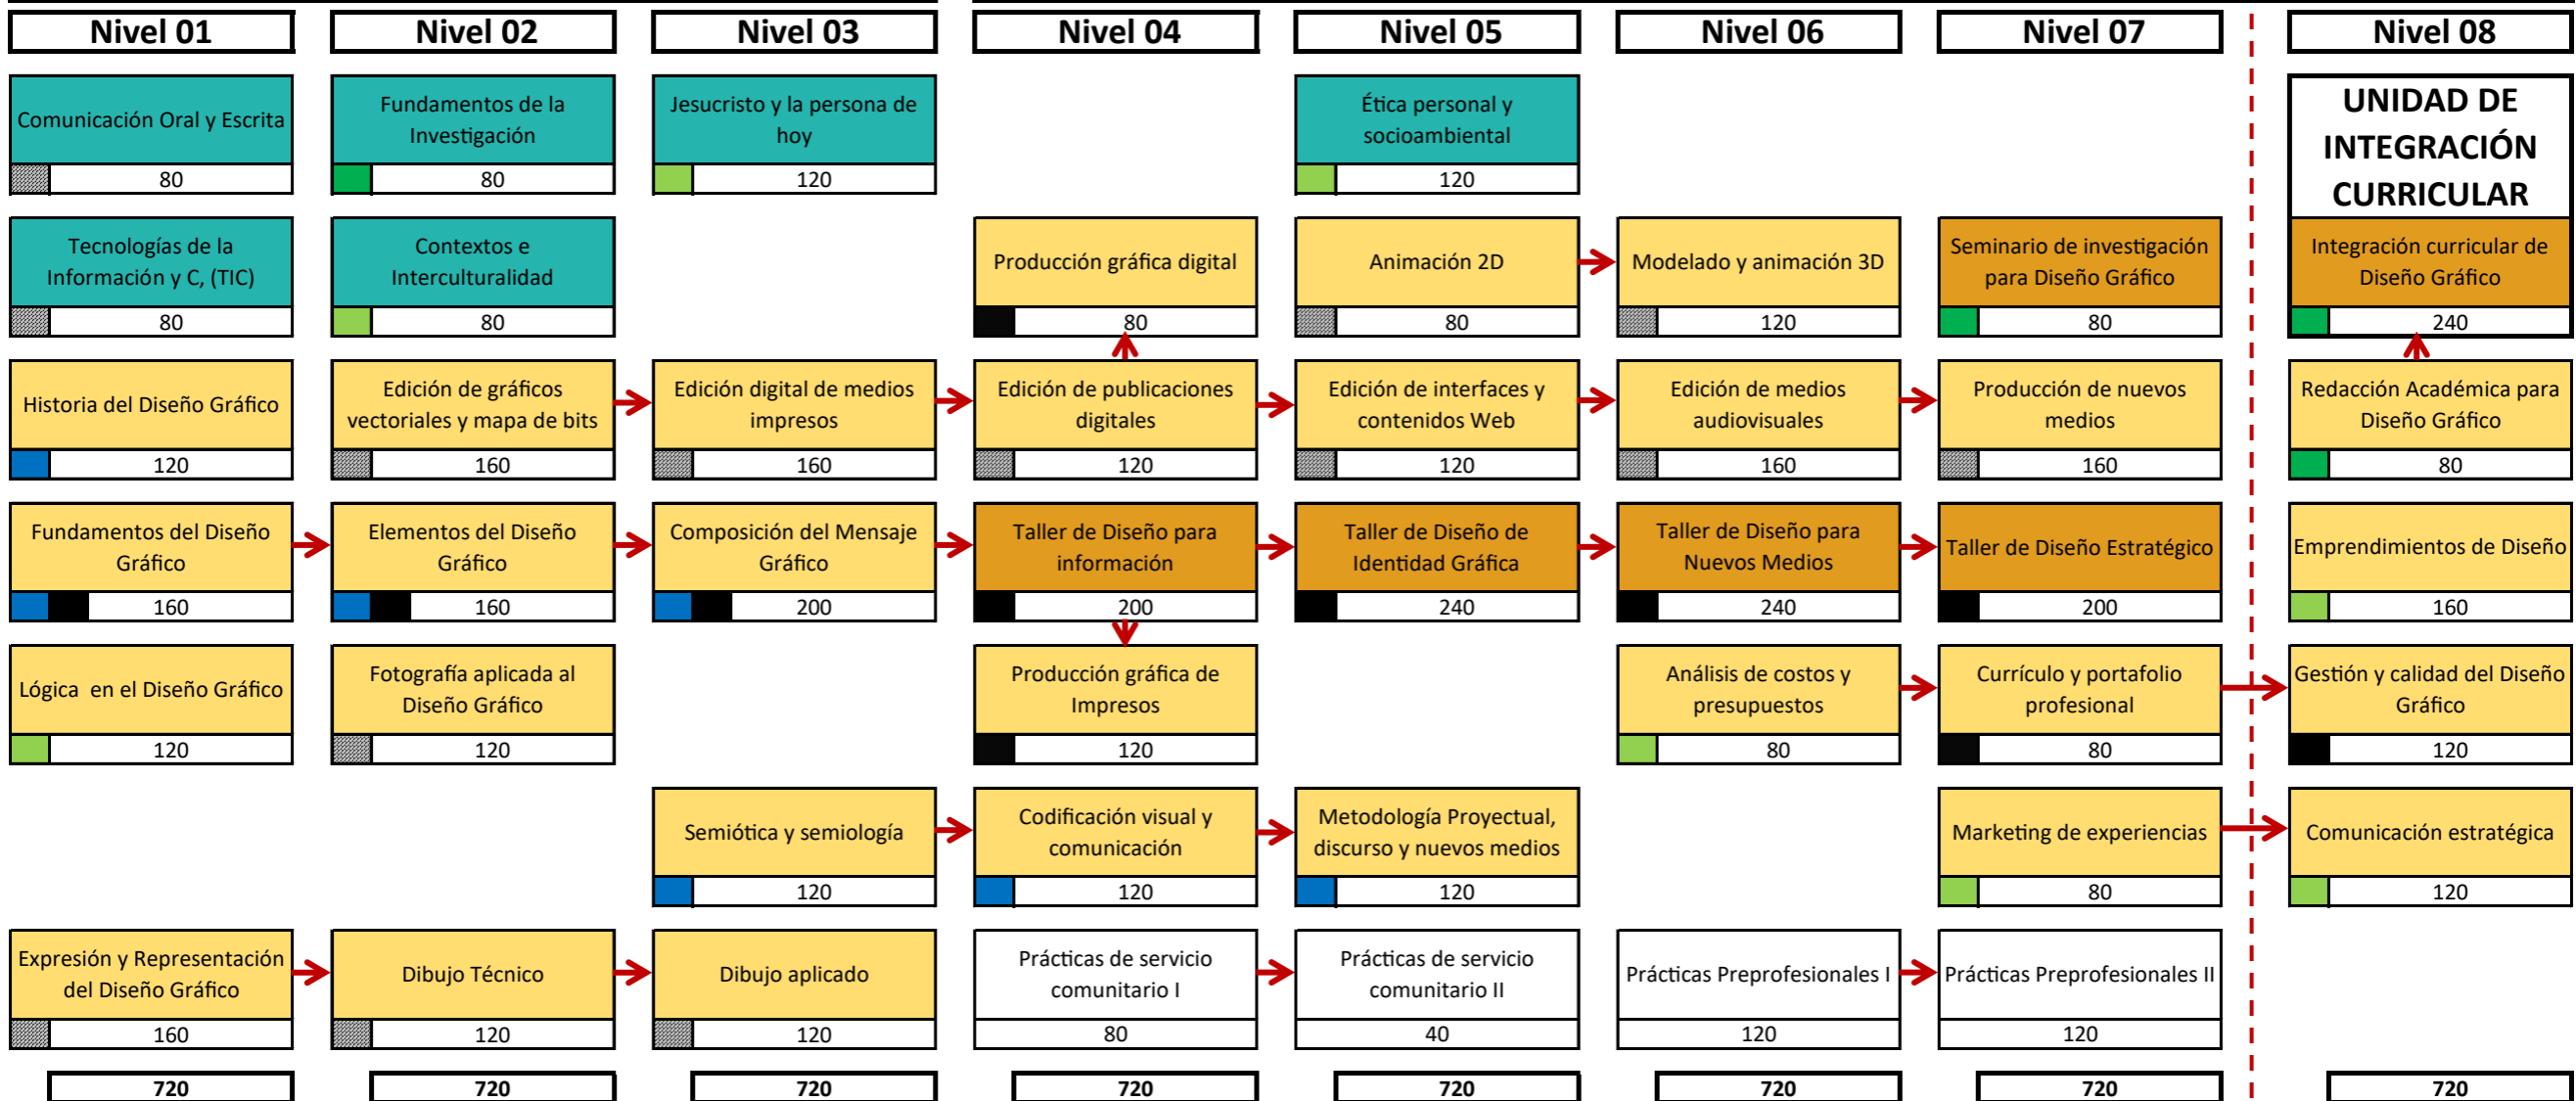 Nivel 01
Nivel 02
Nivel 03
Nivel 04
Nivel 05
Nivel 06
Nivel 07
Nivel 08
Comunicación Oral y Escrita
80
Fundamentos de la
Investigación
80
Jesucristo y la persona de
hoy
120
Ética personal y
socioambiental
120
UNIDAD DE
INTEGRACIÓN
CURRICULAR
Tecnologías de la
Información y C, (TIC)
80
Contextos e
Interculturalidad
80
Producción gráfica digital
80
Animación 2D
80
Modelado y animación 3D
120
Seminario de investigación
para Diseño Gráfico
80
Integración curricular de
Diseño Gráfico
240
Historia del Diseño Gráfico
120
Edición de gráficos
vectoriales y mapa de bits
160
Edición digital de medios
impresos
160
Edición de publicaciones
digitales
120
Edición de interfaces y
contenidos Web
120
Edición de medios
audiovisuales
160
Producción de nuevos
medios
160
Redacción Académica para
Diseño Gráfico
80
Fundamentos del Diseño
Gráfico
160
Elementos del Diseño
Gráfico
160
Composición del Mensaje
Gráfico
200
Taller de Diseño para
información
200
Taller de Diseño de
Identidad Gráfica
240
Taller de Diseño para
Nuevos Medios
240
Taller de Diseño Estratégico
200
Emprendimientos de Diseño
160
Lógica  en el Diseño Gráfico
120
Fotografía aplicada al
Diseño Gráfico
120
Producción gráfica de
Impresos
120
Análisis de costos y
presupuestos
80
Currículo y portafolio
profesional
80
Gestión y calidad del Diseño
Gráfico
120
Semiótica y semiología
120
Codificación visual y
comunicación
120
Metodología Proyectual,
discurso y nuevos medios
120
Marketing de experiencias
80
Comunicación estratégica
120
Expresión y Representación
del Diseño Gráfico
160
Dibujo Técnico
120
Dibujo aplicado
120
Prácticas de servicio
comunitario I
80
Prácticas de servicio
comunitario II
40
Prácticas Preprofesionales I
120
Prácticas Preprofesionales II
120
720
720
720
720
720
720
720
720